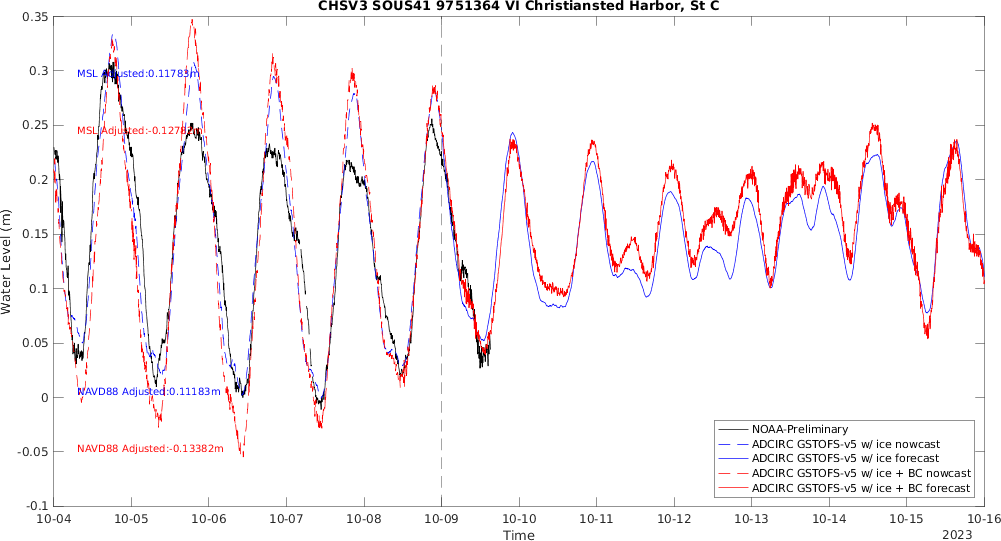 CHSV3 SOUS41 9751364 VI Christiansted Harbor, St C
Water Level (m)
0.35
0.3
0.25
0.2
0.15
0.1
0.05
0
-0.05
-0.1
MSL Adjusted:0.11783m
MSL Adjusted:-0.1278
NAVD88 Adjusted:0.11183m
NAVD88 Adjusted:-0.13382m
NOAA-Preliminary
ADCIRC GSTOFS-v5 w/ ice nowcast
ADCIRC GSTOFS-v5 w/ ice forecast
ADCIRC GSTOFS-v5 w/ ice + BC nowcast
ADCIRC GSTOFS-v5 w/ ice + BC forecast
10-04 10-05 10-06 10-07 10-08 10-09 10-10 10-11 10-12 10-13 10-14 10-15 10-16
Time
2023